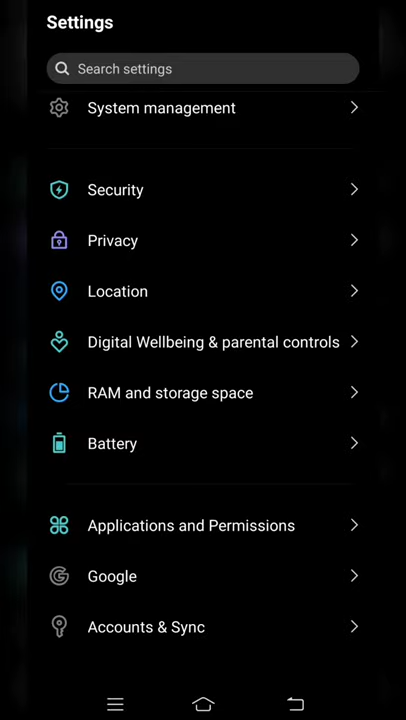 Settings
Search settings
System management
Security
Privacy
Location
Digital Wellbeing & parental controls
RAM and storage space
Battery
Applications and Permissions
Google
Accounts & Sync